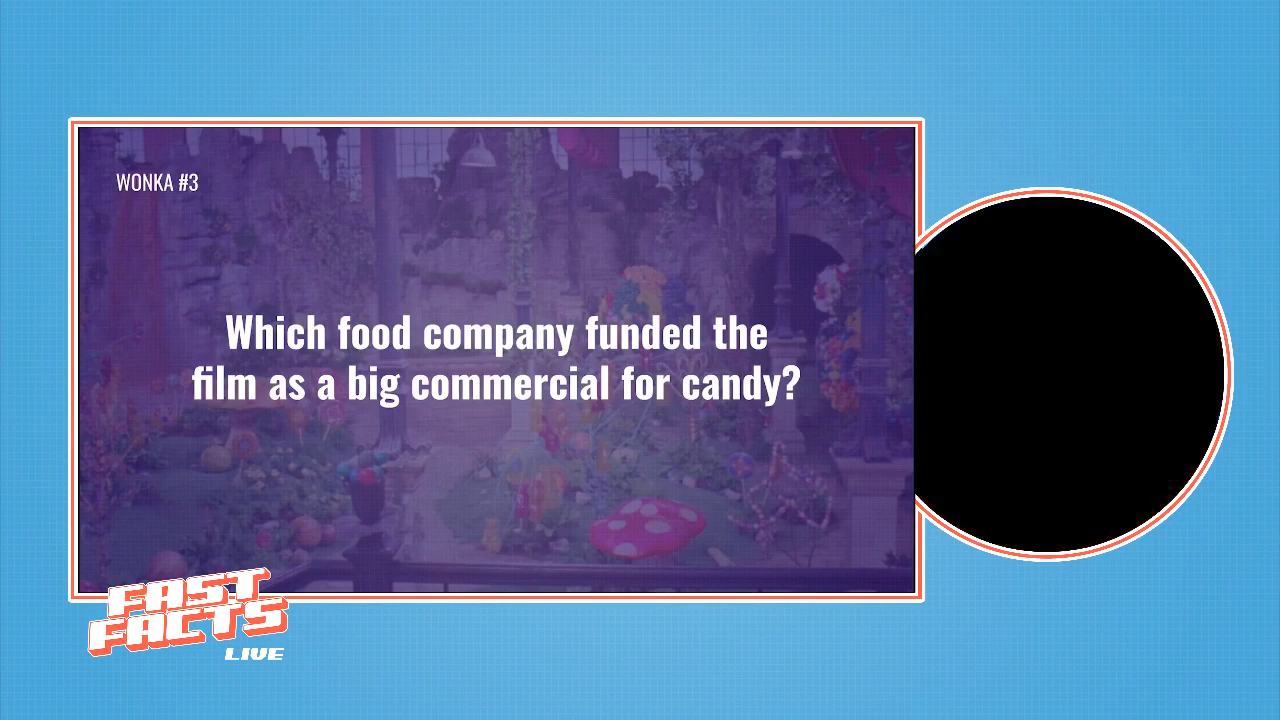 WONKA #3
Which food company funded the
film as a big commercial for candy?
FAST
FACTS
LIVE